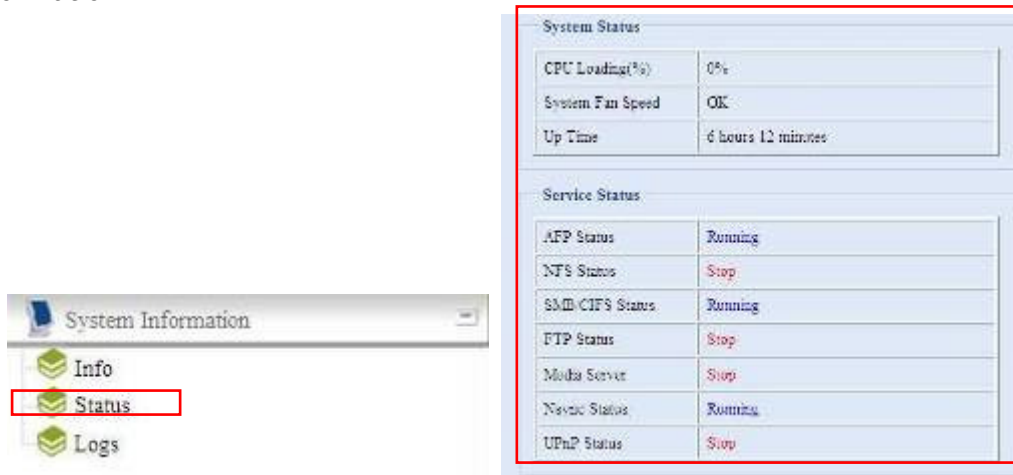 System Information
Info
Status
Logs
System Status
CPU Loading(%) 0%
System Fan Speed OK
Up Time 6 hours 12 minutes
Service Status
AFP Status Running
NFS Status Stop
SMB/CIFS Status Running
FTP Status Stop
Media Server Stop
Nsync Status Running
UPnP Status Stop